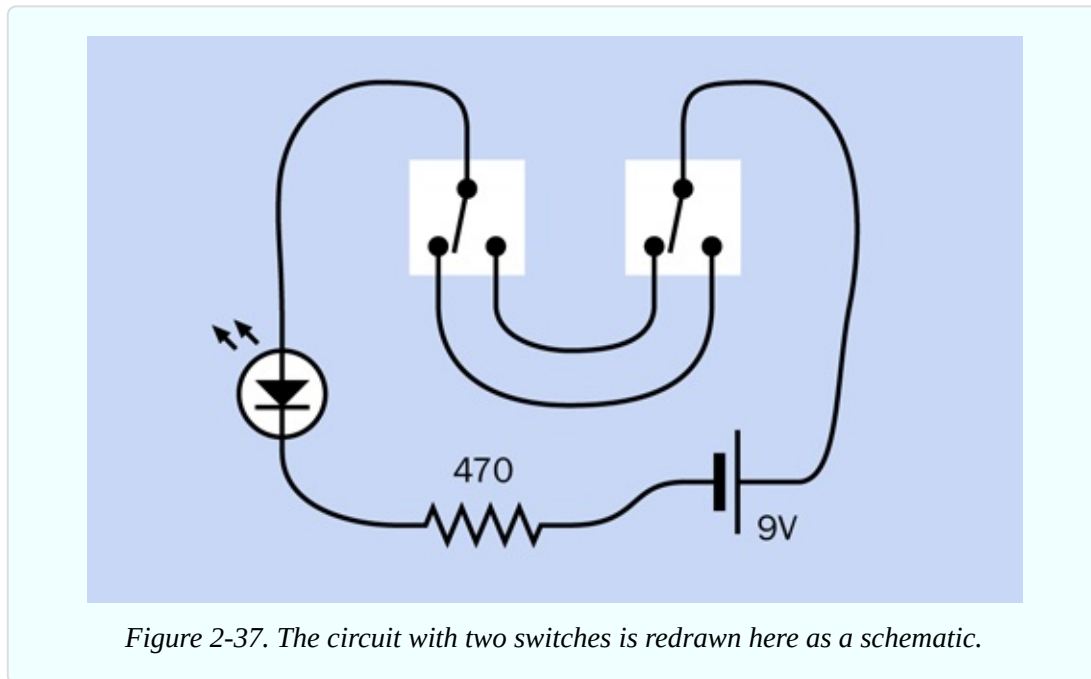 470
9V
Figure 2-37. The circuit with two switches is redrawn here as a schematic.